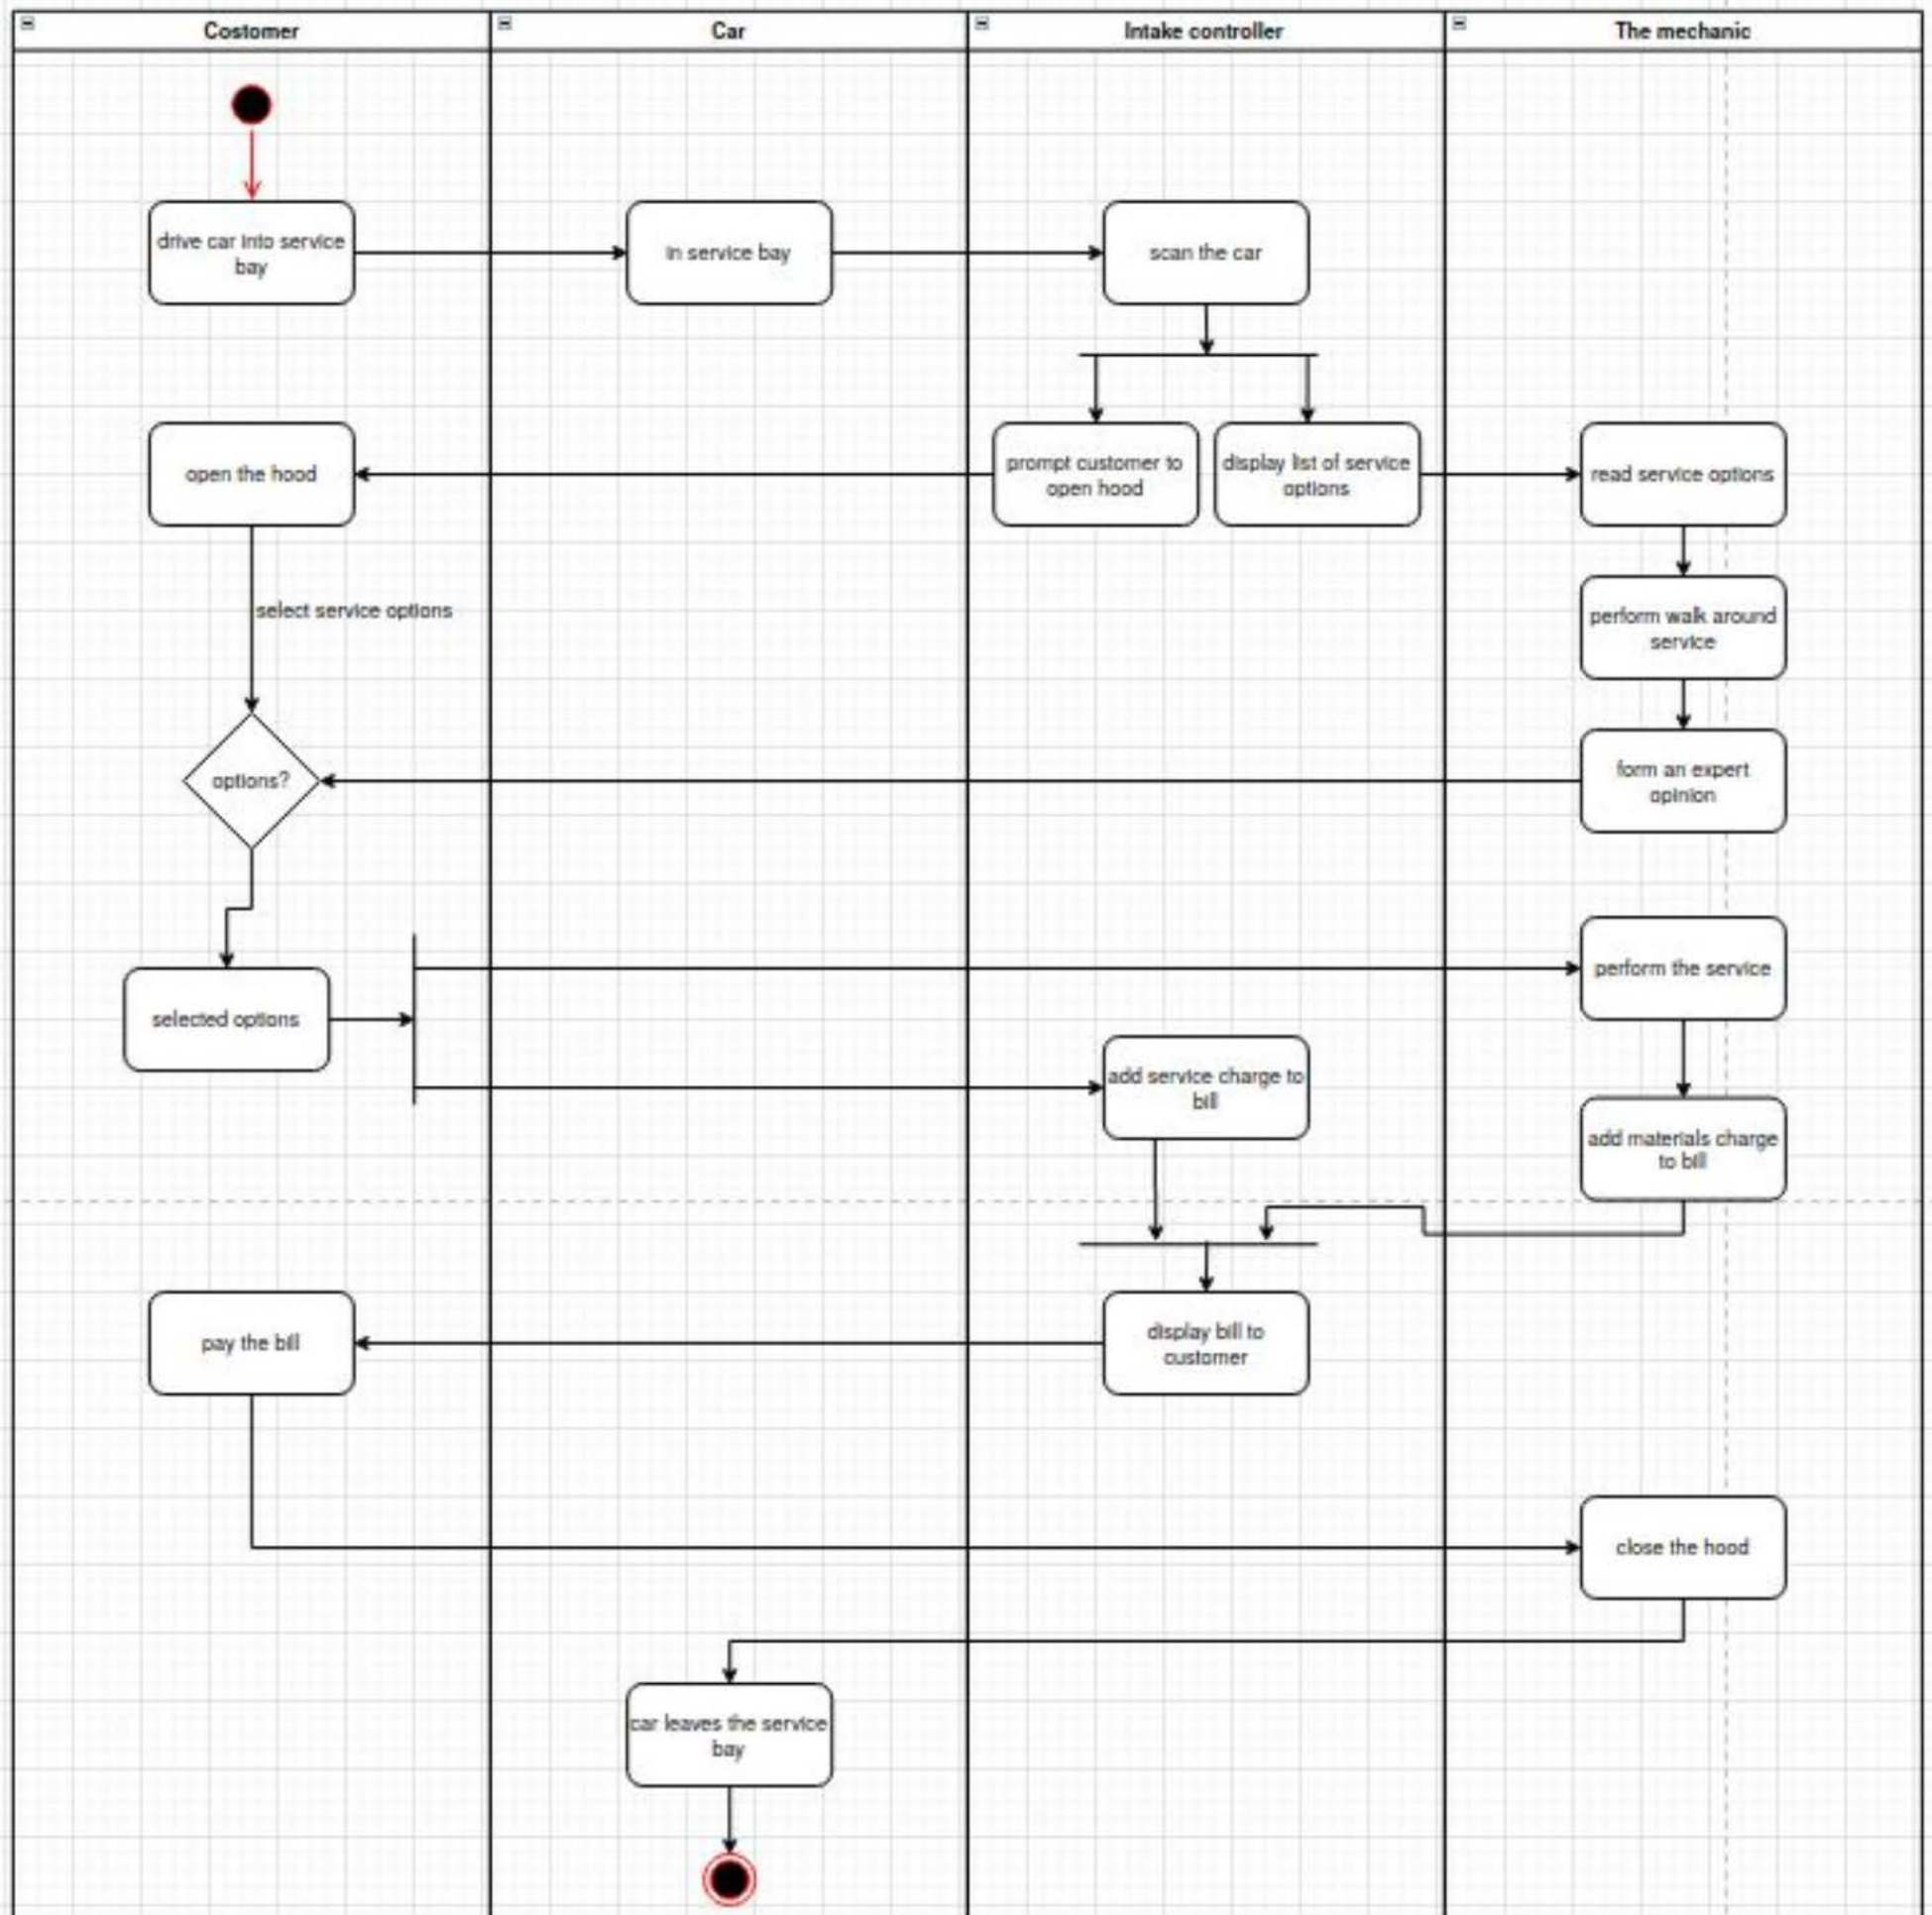 Costomer
Car
Intake controller
The mechanic
drive car into service
bay
in service bay
scan the car
open the hood
prompt customer to
open hood
display list of service
options
read service options
select service options
perform walk around
service
options?
form an expert
opinion
perform the service
selected options
add service charge to
bill
add materials charge
to bill
pay the bill
display bill to
customer
close the hood
car leaves the service
bay